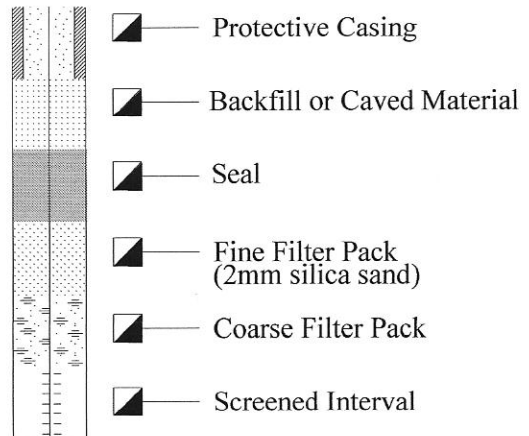 Protective Casing
Backfill or Caved Material
Seal
Fine Filter Pack
(2mm silica sand)
Coarse Filter Pack
Screened Interval